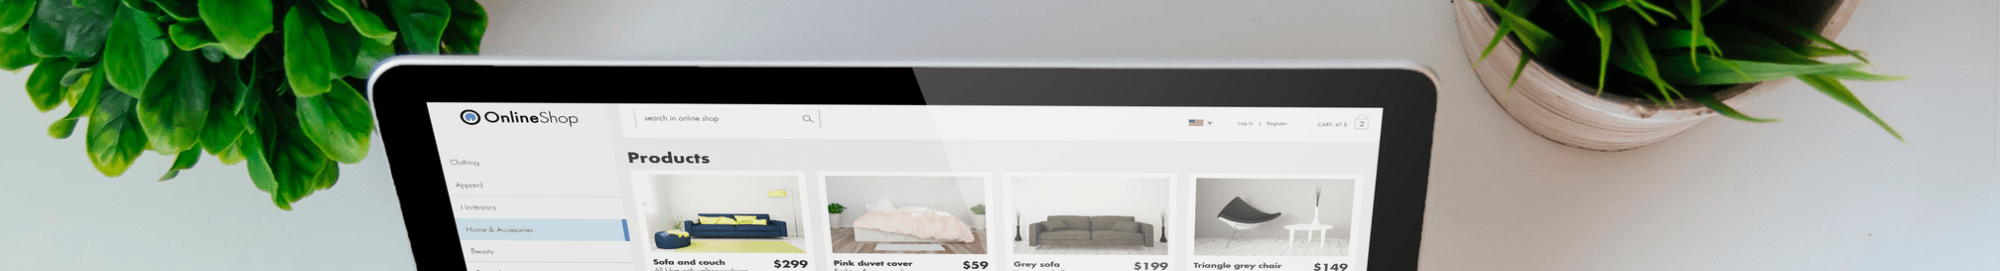 OnlineShop
search in online shop
Log in | Register
CART: 67 $
2
Clothing
Apparel
Electronics
Home & Accesories
Beauty
Products
Sofa and couch $299
Pink duvet cover $59
Grey sofa $199
Triangle grey chair $149